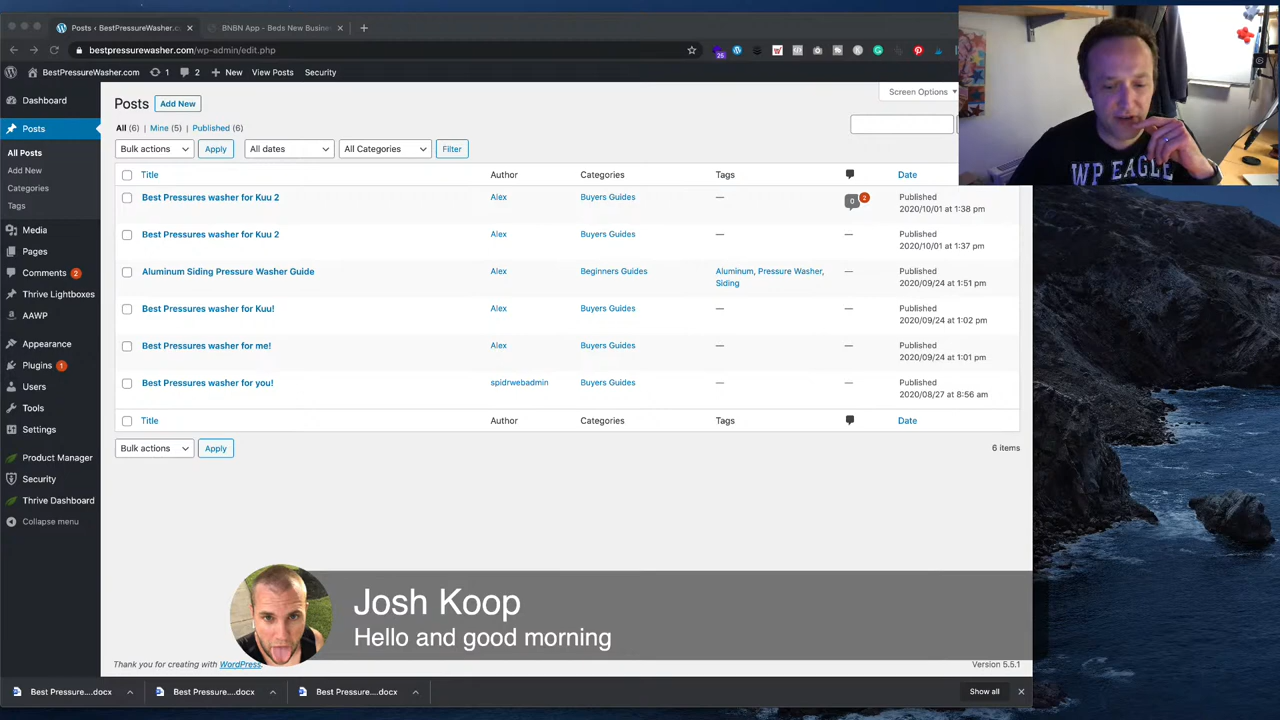 Posts ‹ BestPressureWasher.c
BNBN App - Beds New Busine
bestpressurewasher.com/wp-admin/edit.php
25
BestPressureWasher.com 1 2 New View Posts Security
Dashboard
Posts
All Posts
Add New
Categories
Tags
Media
Pages
Comments 2
Thrive Lightboxes
AAWP
Appearance
Plugins 1
Users
Tools
Settings
Product Manager
Security
Thrive Dashboard
Collapse menu
Posts Add New
Screen Options
All (6) | Mine (5) | Published (6)
Bulk actions Apply All dates All Categories Filter
Title Author Categories Tags Date
Best Pressures washer for Kuu 2 Alex Buyers Guides — 0 2 Published
2020/10/01 at 1:38 pm
Best Pressures washer for Kuu 2 Alex Buyers Guides — — Published
2020/10/01 at 1:37 pm
Aluminum Siding Pressure Washer Guide Alex Beginners Guides Aluminum, Pressure Washer, — Published
Siding 2020/09/24 at 1:51 pm
Best Pressures washer for Kuu! Alex Buyers Guides — — Published
2020/09/24 at 1:02 pm
Best Pressures washer for me! Alex Buyers Guides — — Published
2020/09/24 at 1:01 pm
Best Pressures washer for you! spidrwebadmin Buyers Guides — — Published
2020/08/27 at 8:56 am
Title Author Categories Tags Date
Bulk actions Apply 6 items
WP EAGLE
Josh Koop
Hello and good morning
Thank you for creating with WordPress. Version 5.5.1
Best Pressure....docx Best Pressure....docx Best Pressure....docx Show all